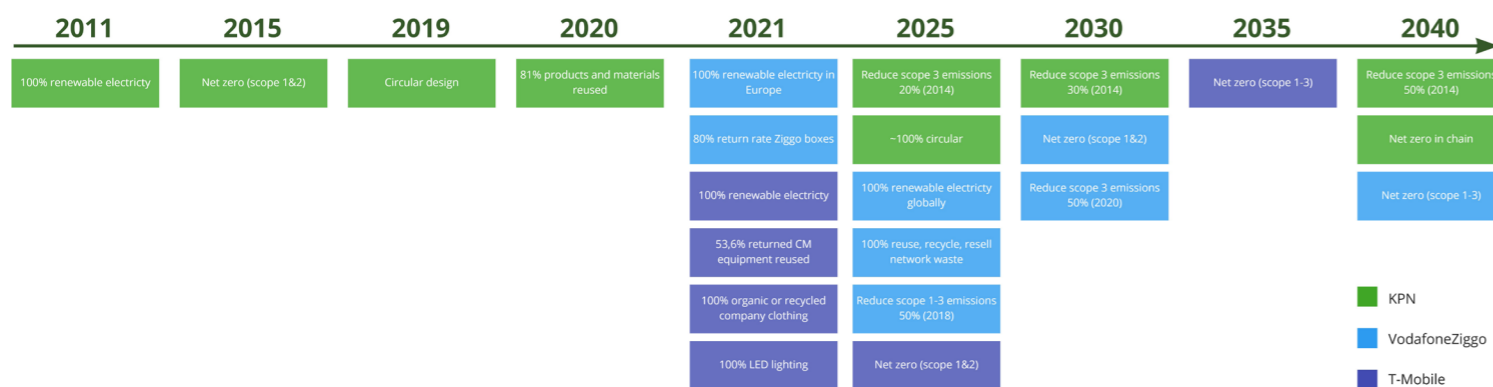 2011
2015
2019
2020
2021
2025
2030
2035
2040
100% renewable electricty
Net zero (scope 1&2)
Circular design
81% products and materials
reused
100% renewable electricity in
Europe
80% return rate Ziggo boxes
100% renewable electricty
53,6% returned CM
equipment reused
100% organic or recycled
company clothing
100% LED lighting
Reduce scope 3 emissions
20% (2014)
~100% circular
100% renewable electricty
globally
100% reuse, recycle, resell
network waste
Reduce scope 1-3 emissions
50% (2018)
Net zero (scope 1&2)
Reduce scope 3 emissions
30% (2014)
Net zero (scope 1&2)
Reduce scope 3 emissions
50% (2020)
Net zero (scope 1-3)
Reduce scope 3 emissions
50% (2014)
Net zero in chain
Net zero (scope 1-3)
KPN
VodafoneZiggo
T-Mobile